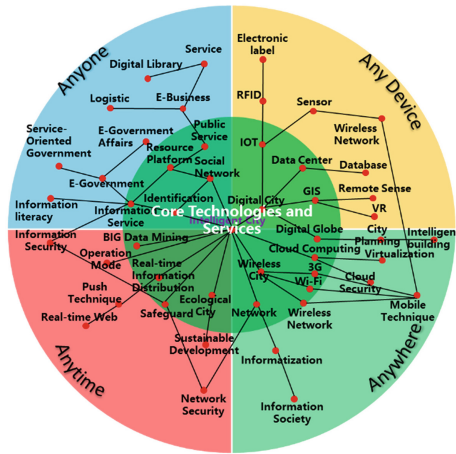 Anyone
Any Device
Service
Digital Library
Logistic
E-Business
Electronic
label
RFID
Sensor
Wireless
Network
Service-
Oriented
Government
E-Government
Affairs
Public
Service
Resource
Platform
Social
Network
IOT
Data Center
Database
E-Government
Identification
GIS
Remote Sense
VR
Digital City
Information
literacy
Information
Service
Core Technologies and
Services
Intelligent City
Information
Security
BIG Data Mining
Operation
Mode
Digital Globe
City
Planning
Intelligen
building
Cloud Computing
Virtualization
Real-time
Information
Distribution
Wireless
City
3G
Wi-Fi
Cloud
Security
Push
Technique
Real-time Web
Safeguard
Ecological
City
Network
Wireless
Network
Mobile
Technique
Sustainable
Development
Informatization
Network
Security
Information
Society
Anytime
Anywhere